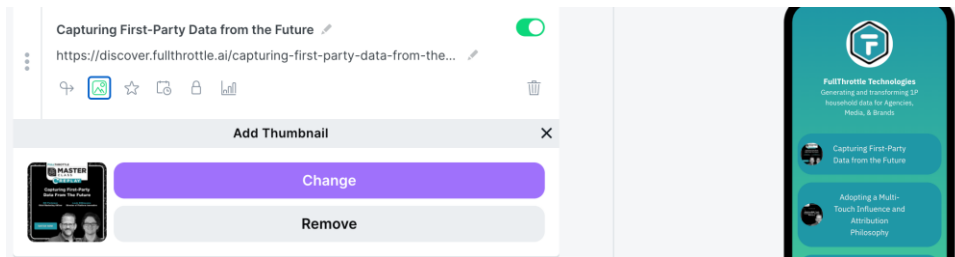 Capturing First-Party Data from the Future
https://discover.fullthrottle.ai/capturing-first-party-data-from-the...
Add Thumbnail
MASTER
CLASS
REPLAY
Capturing First-Party
Data From The Future
Change
Remove
FullThrottle Technologies
Generating and transforming 1P
household data for Agencies,
Media, & Brands
Capturing First-Party
Data from the Future
Adopting a Multi-
Touch Influence and
Attribution
Philosophy